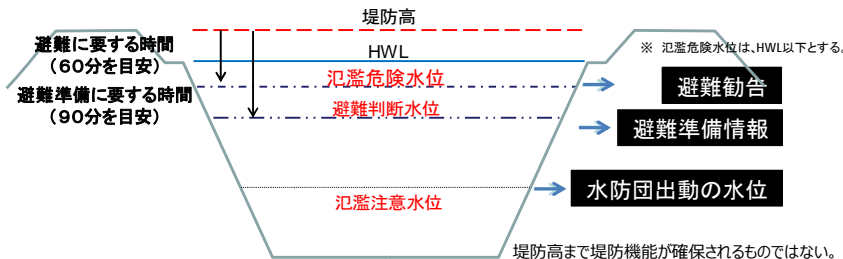 堤防高
避難に要する時間
（60分を目安）
HWL
※ 氾濫危険水位は、HWL以下とする。
氾濫危険水位
避難勧告
避難準備に要する時間
（90分を目安）
避難判断水位
避難準備情報
水防団出動の水位
氾濫注意水位
堤防高まで堤防機能が確保されるものではない。